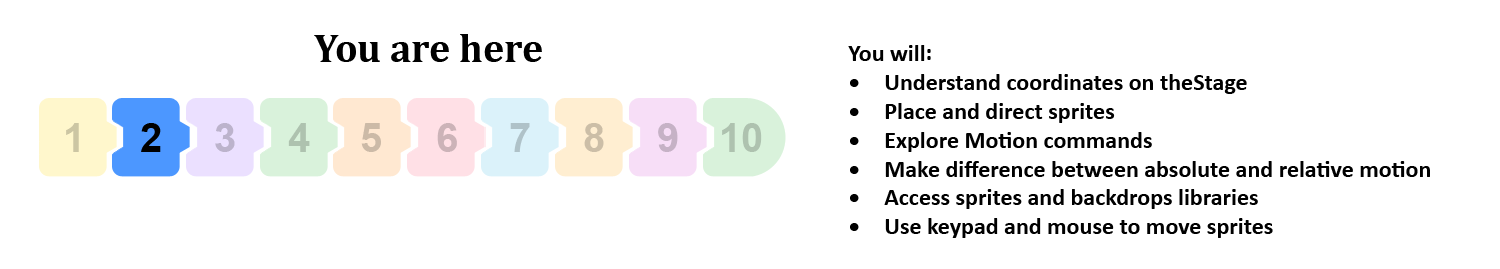 You are here
1 2 3 4 5 6 7 8 9 10
You will:
• Understand coordinates on theStage
• Place and direct sprites
• Explore Motion commands
• Make difference between absolute and relative motion
• Access sprites and backdrops libraries
• Use keypad and mouse to move sprites